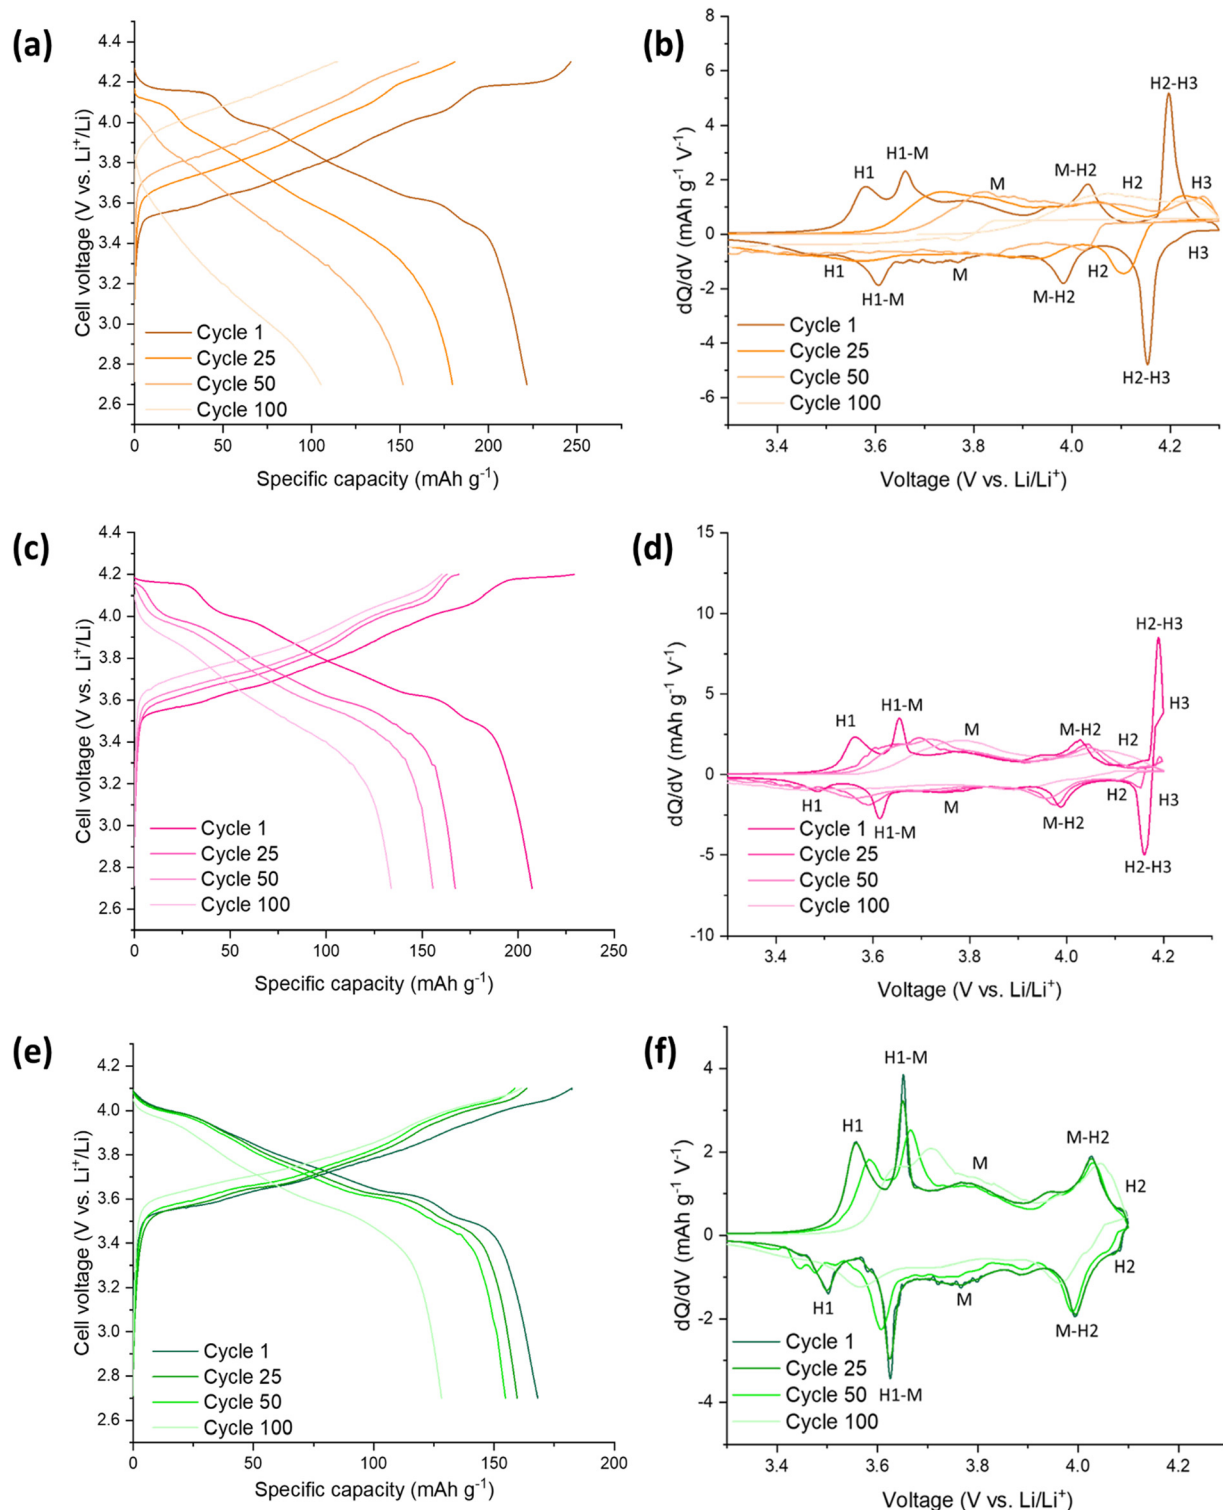 (a)
4.4
4.2
4.0
3.8
3.6
3.4
3.2
3.0
2.8
2.6
Cell voltage (V vs. Li⁺/Li)
Cycle 1
Cycle 25
Cycle 50
Cycle 100
0 50 100 150 200 250
Specific capacity (mAh g⁻¹)
(b)
8
6
4
2
0
-2
-4
-6
dQ/dV (mAh g⁻¹ V⁻¹)
H2-H3
H1-M
H1
M
M-H2
H2
H3
H1
H1-M
M
M-H2
H2
H3
H2-H3
Cycle 1
Cycle 25
Cycle 50
Cycle 100
3.4 3.6 3.8 4.0 4.2
Voltage (V vs. Li/Li⁺)
(c)
4.4
4.2
4.0
3.8
3.6
3.4
3.2
3.0
2.8
2.6
Cell voltage (V vs. Li⁺/Li)
Cycle 1
Cycle 25
Cycle 50
Cycle 100
0 50 100 150 200 250
Specific capacity (mAh g⁻¹)
(d)
15
10
5
0
-5
-10
dQ/dV (mAh g⁻¹ V⁻¹)
H2-H3
H3
H1-M
H1
M
M-H2
H2
H1
H1-M
M
M-H2
H2
H3
H2-H3
Cycle 1
Cycle 25
Cycle 50
Cycle 100
3.4 3.6 3.8 4.0 4.2
Voltage (V vs. Li/Li⁺)
(e)
4.2
4.0
3.8
3.6
3.4
3.2
3.0
2.8
2.6
Cell voltage (V vs. Li⁺/Li)
Cycle 1
Cycle 25
Cycle 50
Cycle 100
0 50 100 150 200
Specific capacity (mAh g⁻¹)
(f)
4
2
0
-2
-4
dQ/dV (mAh g⁻¹ V⁻¹)
H1-M
H1
M
M-H2
H2
H1
M
H2
M-H2
H1-M
Cycle 1
Cycle 25
Cycle 50
Cycle 100
3.4 3.6 3.8 4.0 4.2
Voltage (V vs. Li/Li⁺)